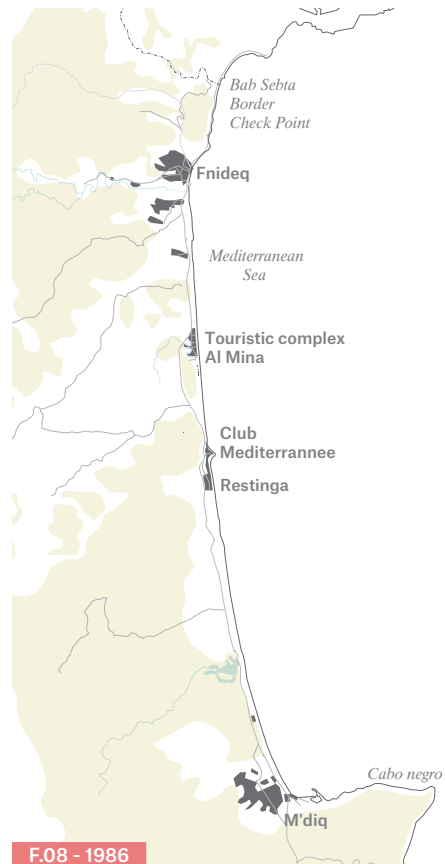 Bab Sebta
Border
Check Point
Fnideq
Mediterranean
Sea
Touristic complex
Al Mina
Club
Mediterrannee
Restinga
Cabo negro
M'diq
F.08 - 1986